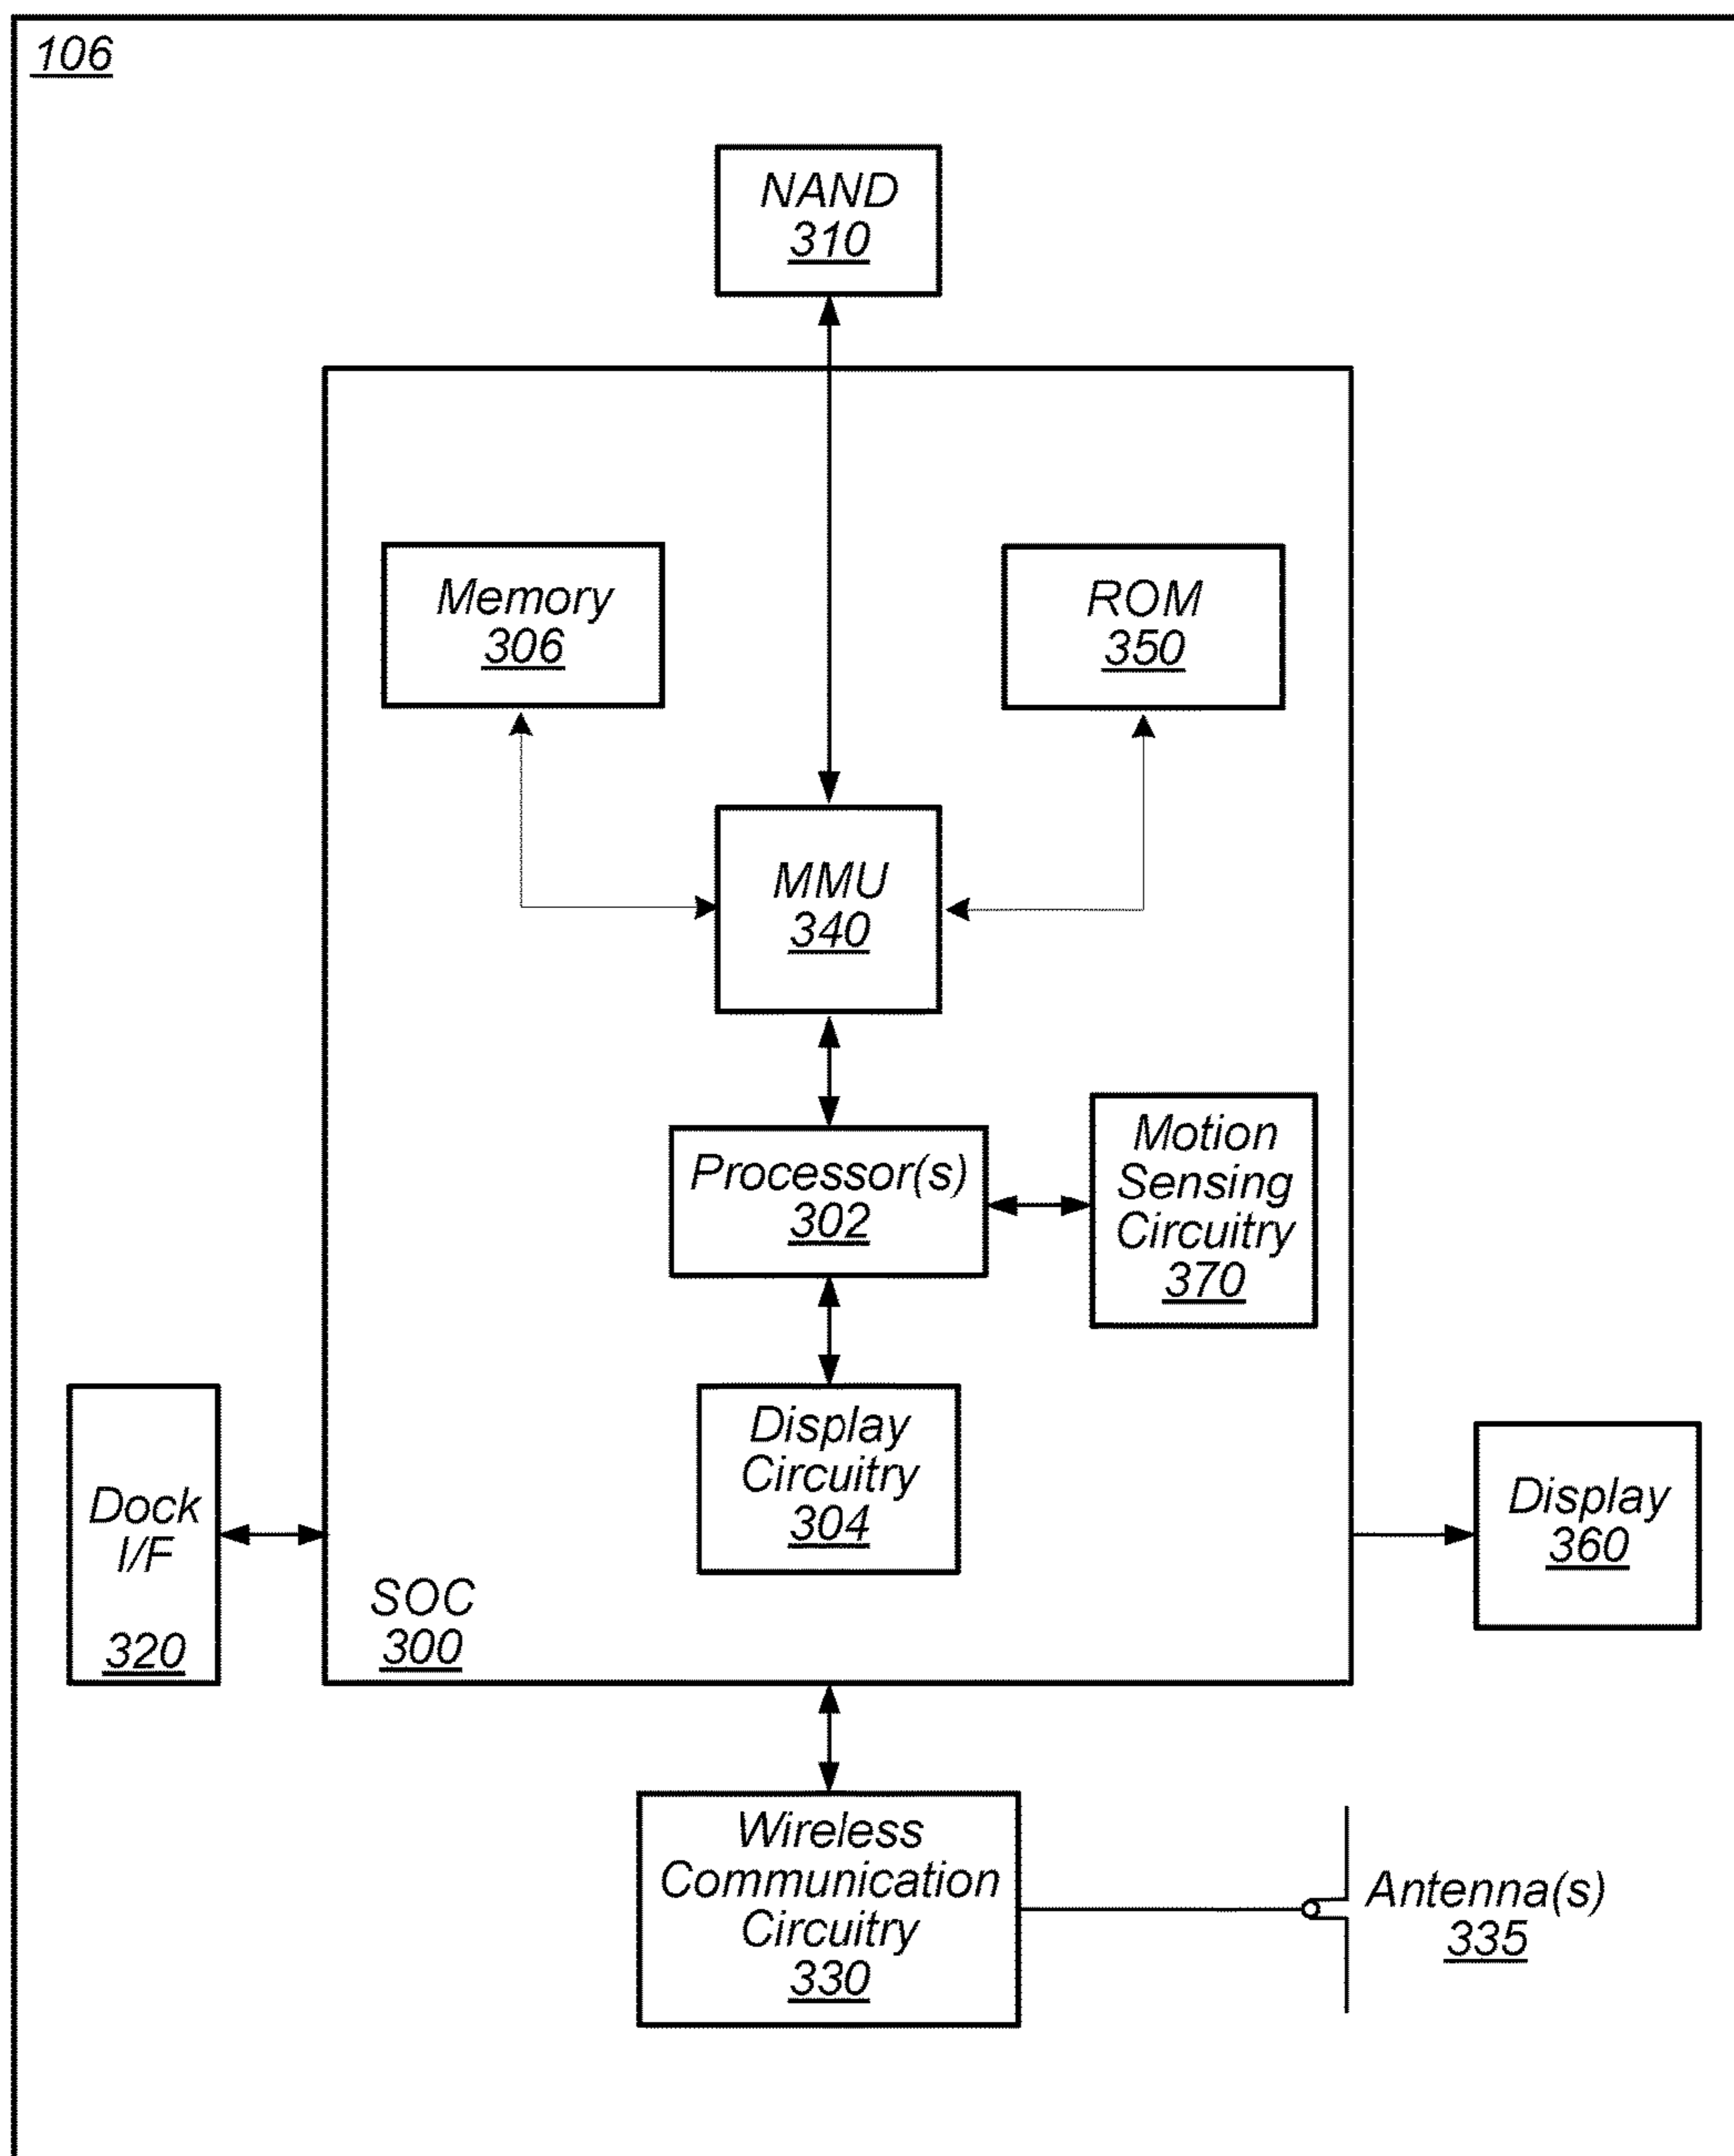 106
NAND
310
Memory
306
ROM
350
MMU
340
Processor(s)
302
Motion
Sensing
Circuitry
370
Display
Circuitry
304
Dock
I/F
320
SOC
300
Display
360
Wireless
Communication
Circuitry
330
Antenna(s)
335